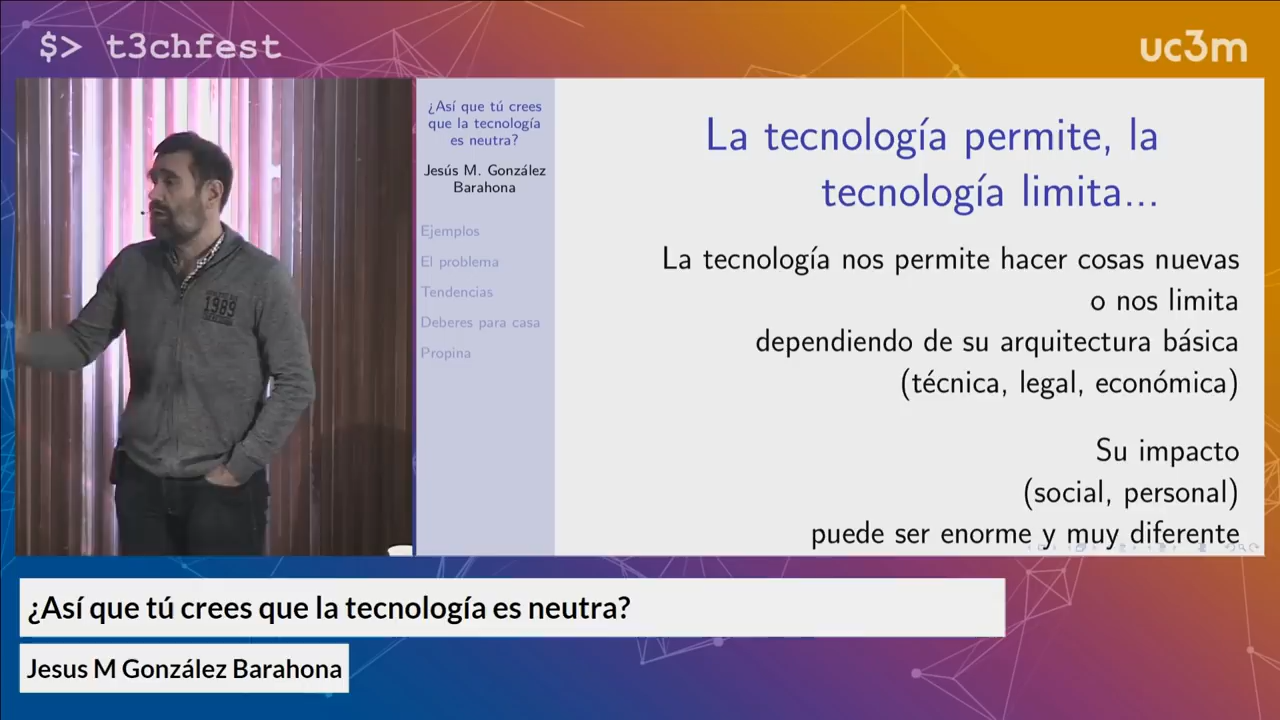 $> t3chfest
uc3m
¿Así que tú crees
que la tecnología
es neutra?
Jesús M. González
Barahona
Ejemplos
El problema
Tendencias
Deberes para casa
Propina
La tecnología permite, la
tecnología limita...
La tecnología nos permite hacer cosas nuevas
o nos limita
dependiendo de su arquitectura básica
(técnica, legal, económica)
Su impacto
(social, personal)
puede ser enorme y muy diferente
1989
¿Así que tú crees que la tecnología es neutra?
Jesus M González Barahona